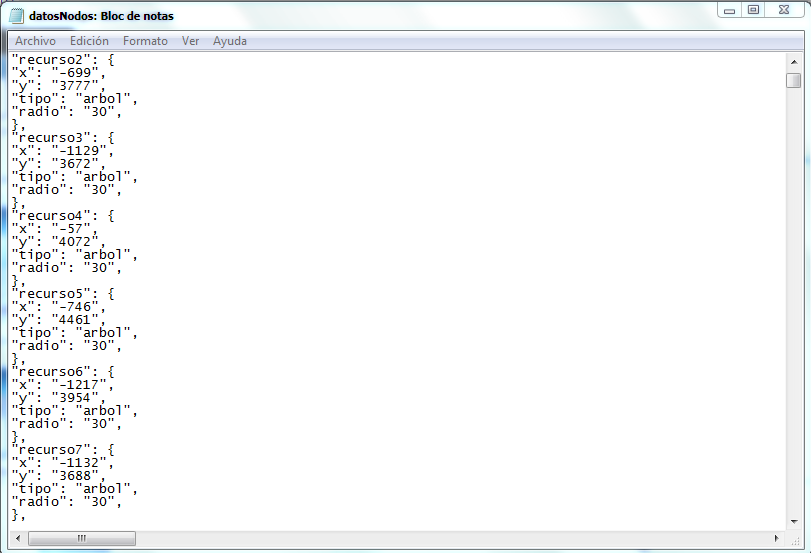 datosNodos: Bloc de notas
Archivo Edición Formato Ver Ayuda
"recurso2": {
"x": "-699",
"y": "3777",
"tipo": "arbol",
"radio": "30",
},
"recurso3": {
"x": "-1129",
"y": "3672",
"tipo": "arbol",
"radio": "30",
},
"recurso4": {
"x": "-57",
"y": "4072",
"tipo": "arbol",
"radio": "30",
},
"recurso5": {
"x": "-746",
"y": "4461",
"tipo": "arbol",
"radio": "30",
},
"recurso6": {
"x": "-1217",
"y": "3954",
"tipo": "arbol",
"radio": "30",
},
"recurso7": {
"x": "-1132",
"y": "3688",
"tipo": "arbol",
"radio": "30",
},